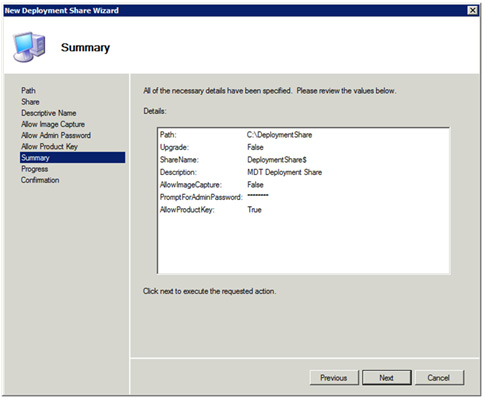 New Deployment Share Wizard
Summary
Path
Share
Descriptive Name
Allow Image Capture
Allow Admin Password
Allow Product Key
Summary
Progress
Confirmation
All of the necessary details have been specified. Please review the values below.
Details:
Path: C:\DeploymentShare
Upgrade: False
ShareName: DeploymentShare$
Description: MDT Deployment Share
AllowImageCapture: False
PromptForAdminPassword: ********
AllowProductKey: True
Click next to execute the requested action.
Previous Next Cancel